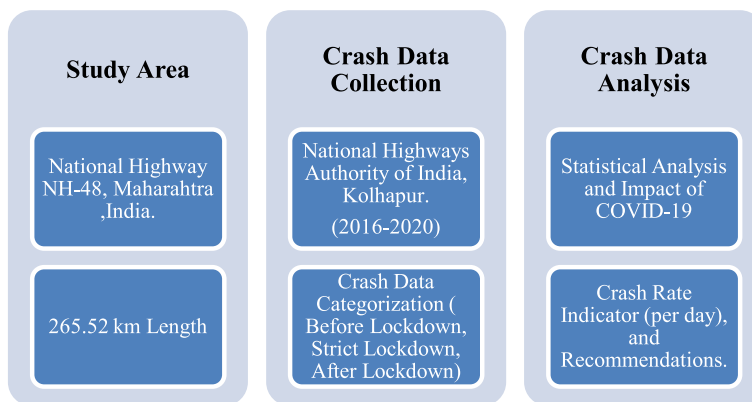 Study Area
National Highway
NH-48, Maharahtra
,India.
265.52 km Length
Crash Data
Collection
National Highways
Authority of India,
Kolhapur.
(2016-2020)
Crash Data
Categorization (
Before Lockdown,
Strict Lockdown,
After Lockdown)
Crash Data
Analysis
Statistical Analysis
and Impact of
COVID-19
Crash Rate
Indicator (per day),
and
Recommendations.